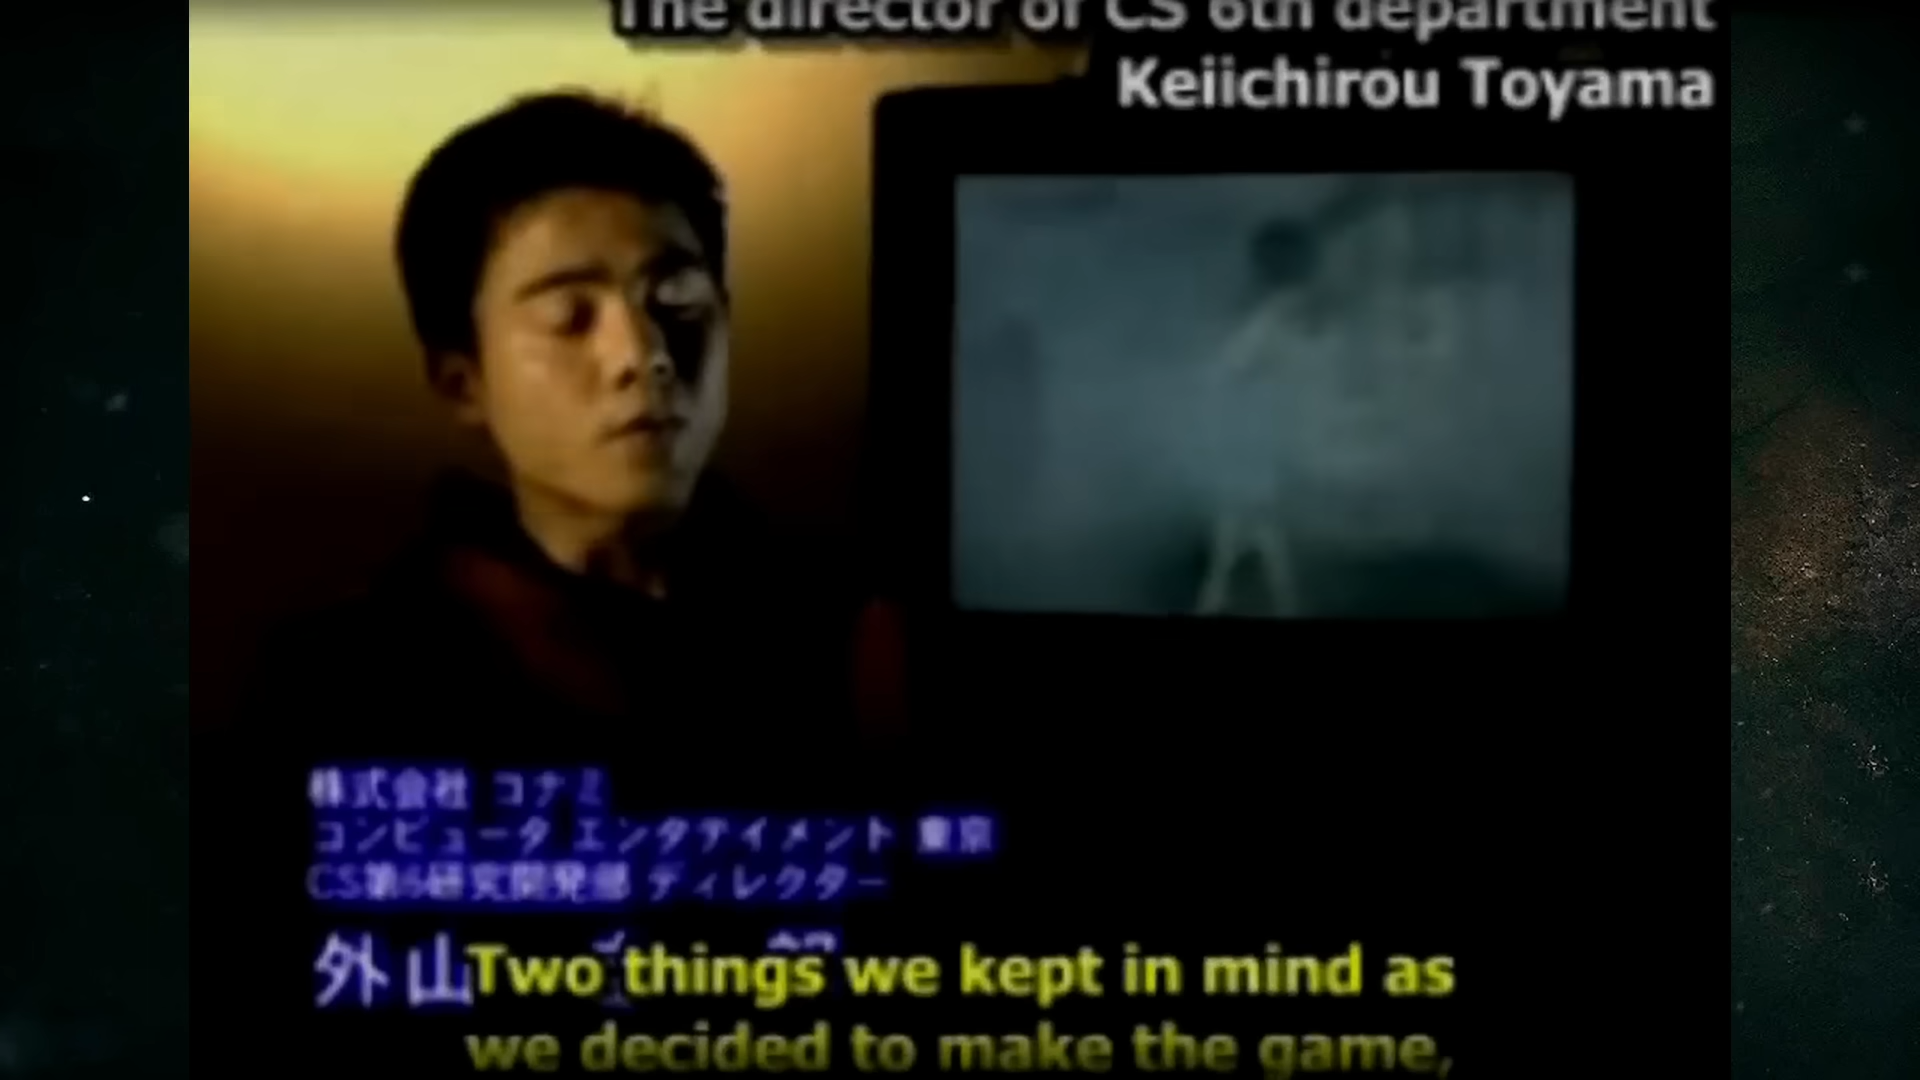 The director of CS 6th department
Keiichirou Toyama
株式会社 コナミ
コンピュータ エンタテイメント 東京
CS第6研究開発部 ディレクター
外山
Two things we kept in mind as
we decided to make the game,